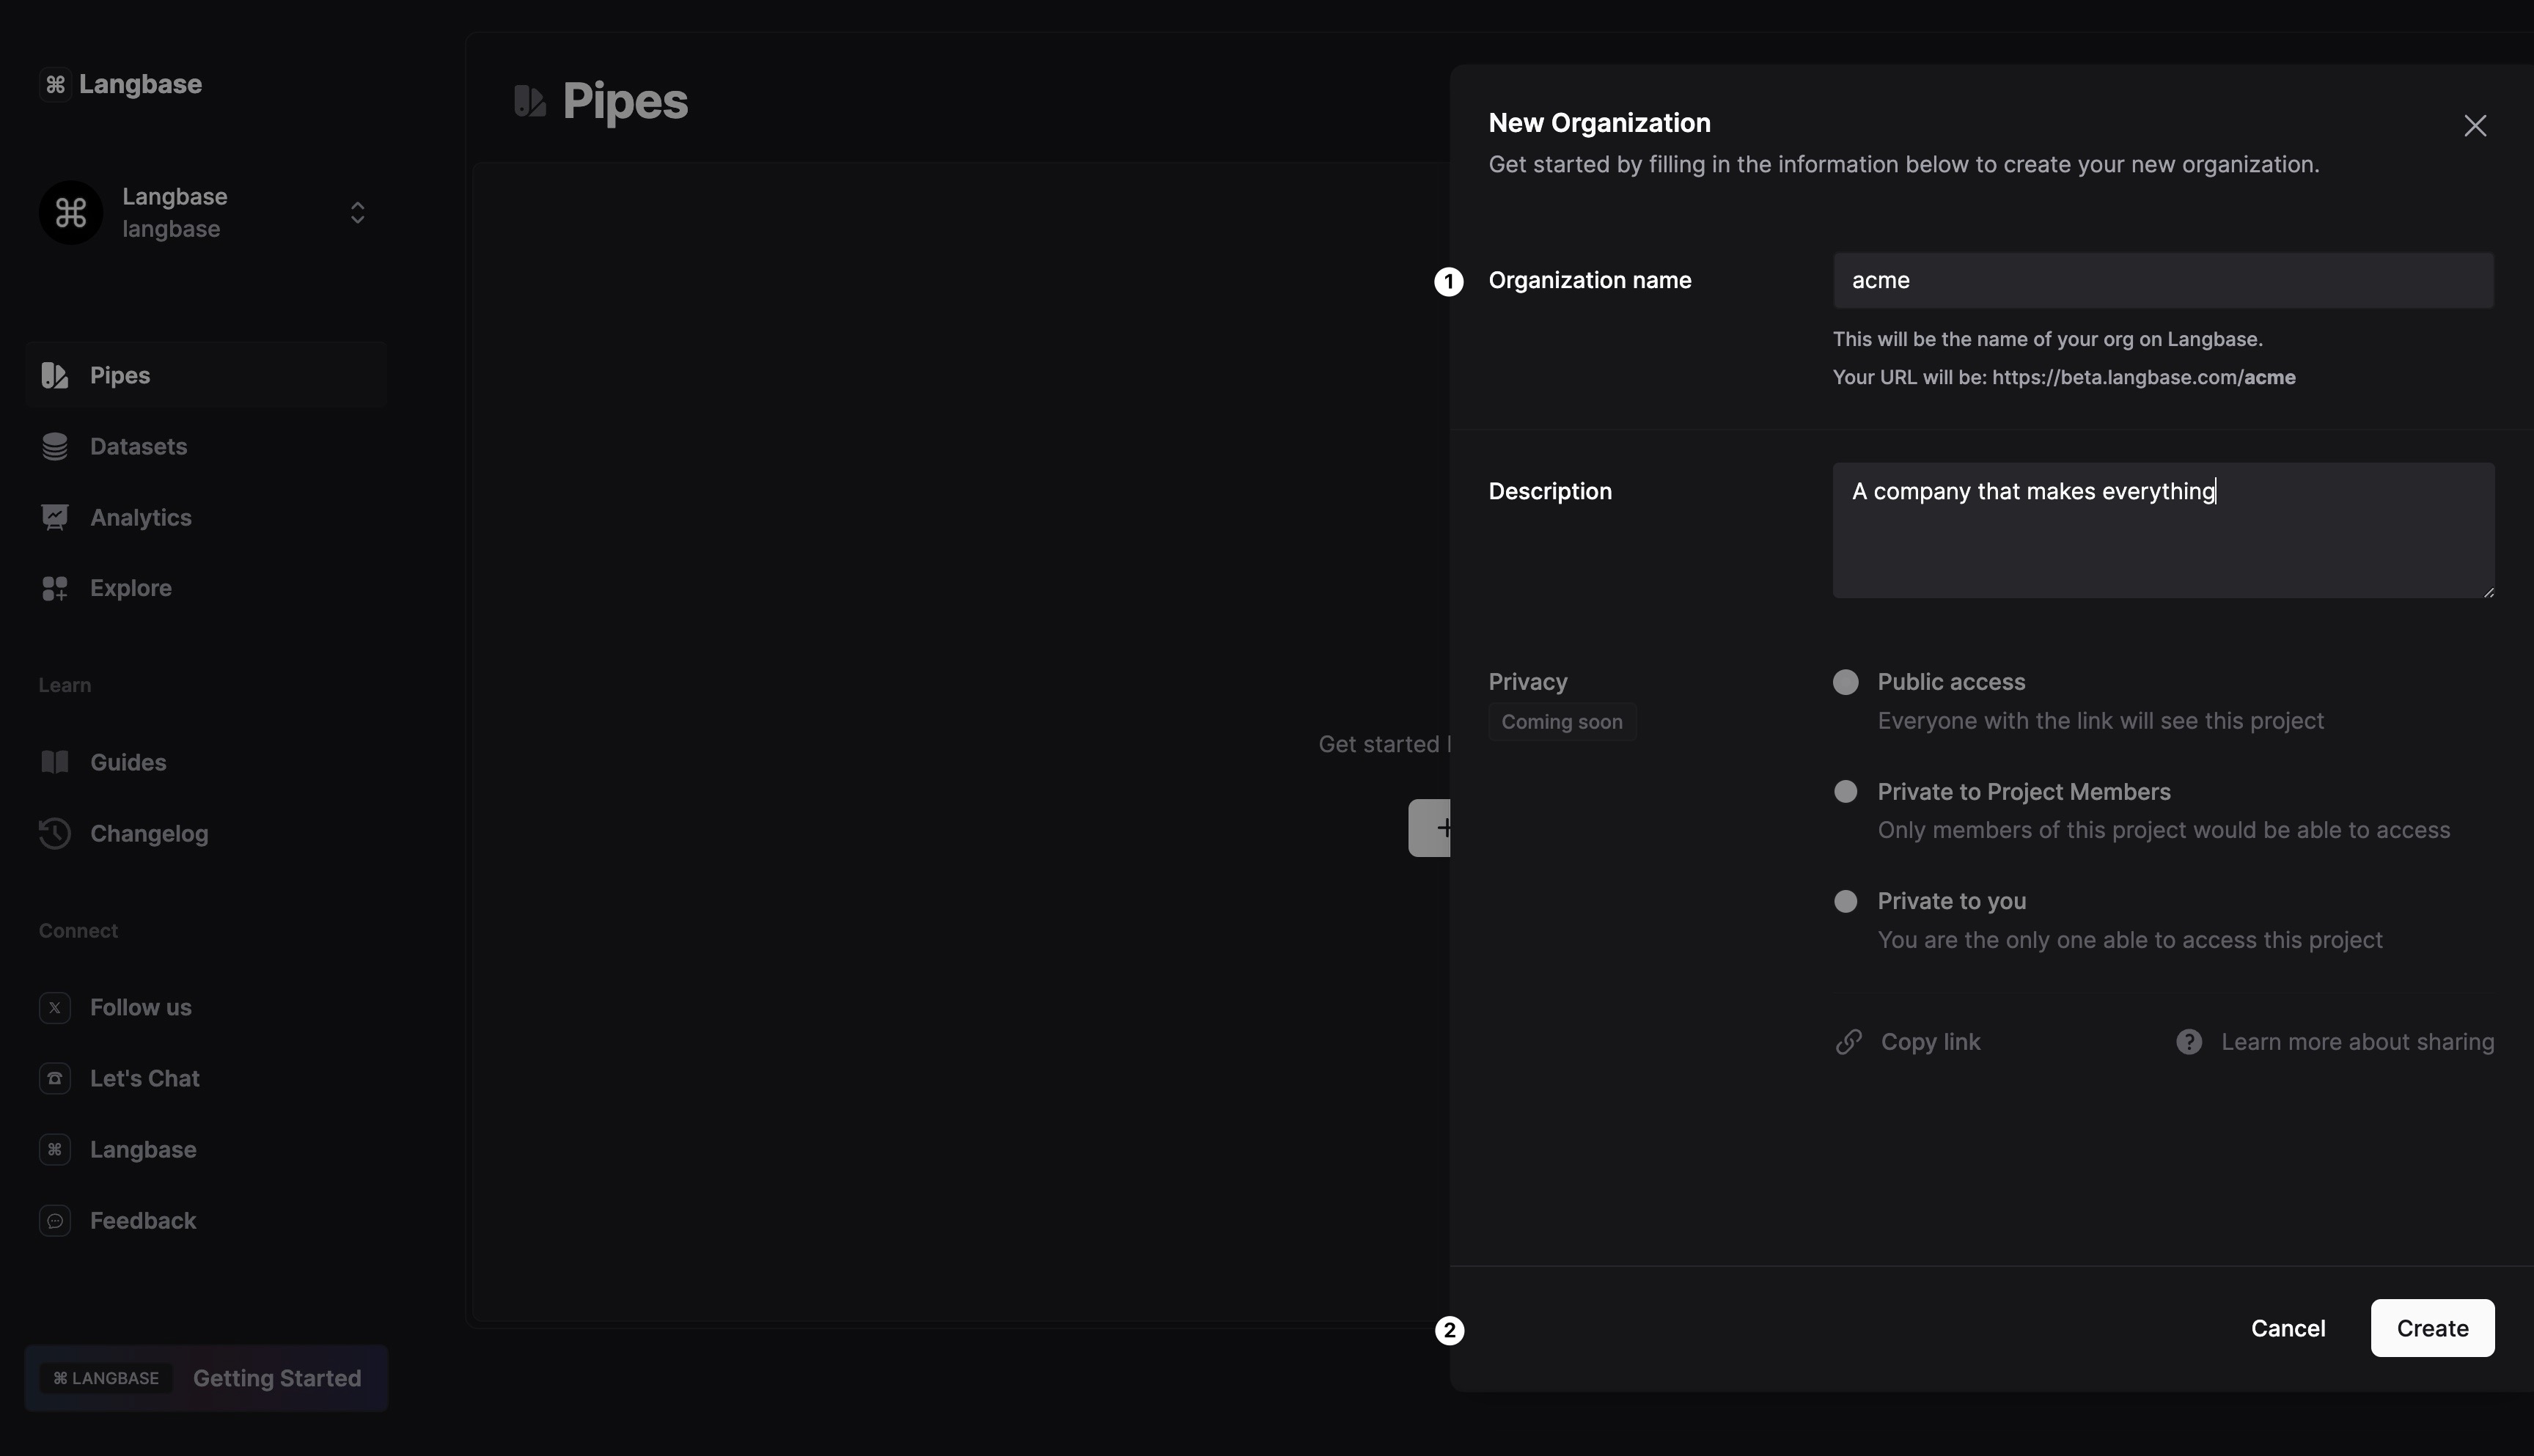 Langbase
Langbase
langbase
Pipes
Datasets
Analytics
Explore
Learn
Guides
Changelog
Connect
Follow us
Let's Chat
Langbase
Feedback
⌘ LANGBASE Getting Started
Pipes
Get started
+
New Organization
Get started by filling in the information below to create your new organization.
1 Organization name acme
This will be the name of your org on Langbase.
Your URL will be: https://beta.langbase.com/acme
Description A company that makes everything
Privacy
Coming soon
Public access
Everyone with the link will see this project
Private to Project Members
Only members of this project would be able to access
Private to you
You are the only one able to access this project
Copy link ? Learn more about sharing
2 Cancel Create